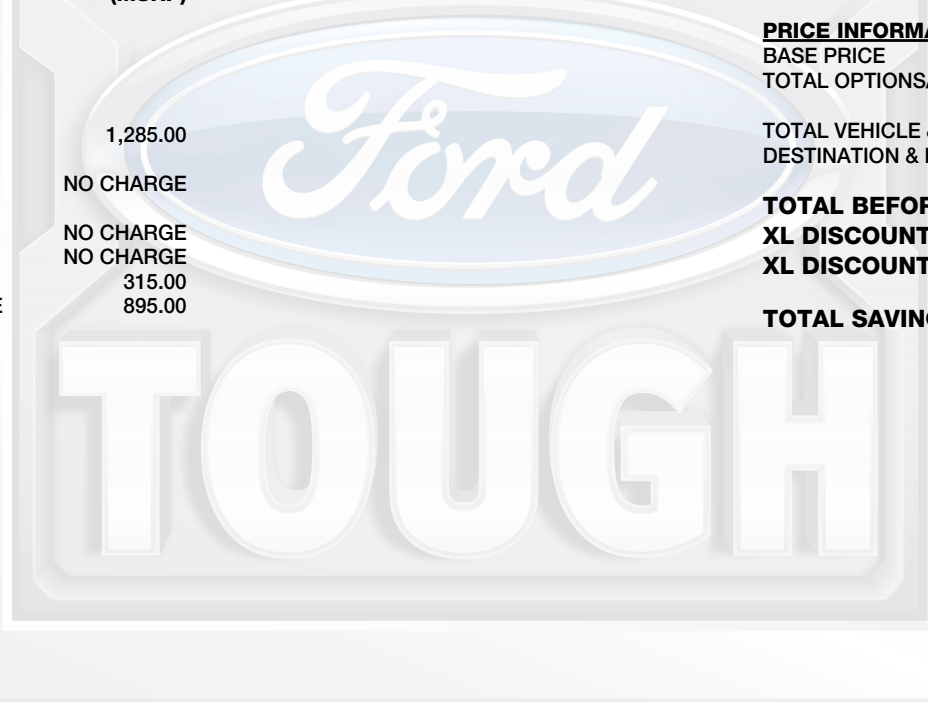 (MSRP)
1,285.00
NO CHARGE
NO CHARGE
NO CHARGE
315.00
E 895.00
Ford
TOUGH
PRICE INFORMA
BASE PRICE
TOTAL OPTIONS/
TOTAL VEHICLE &
DESTINATION &
TOTAL BEFOR
XL DISCOUNT
XL DISCOUNT
TOTAL SAVING